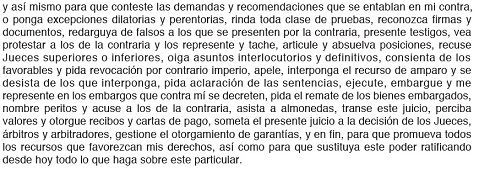 y así mismo para que conteste las demandas y recomendaciones que se entablan en mi contra,
o ponga excepciones dilatorias y perentorias, rinda toda clase de pruebas, reconozca firmas y
documentos, redarguya de falsos a los que se presenten por la contraria, presente testigos, vea
protestar a los de la contraria y los represente y tache, articule y absuelva posiciones, recuse
Jueces superiores o inferiores, oiga asuntos interlocutorios y definitivos, consienta de los
favorables y pida revocación por contrario imperio, apele, interponga el recurso de amparo y se
desista de los que interponga, pida aclaración de las sentencias, ejecute, embargue y me
represente en los embargos que contra mí se decreten, pida el remate de los bienes embargados,
nombre peritos y acuse a los de la contraria, asista a almonedas, transe este juicio, perciba
valores y otorgue recibos y cartas de pago, someta el presente juicio a la decisión de los Jueces,
árbitros y arbitradores, gestione el otorgamiento de garantías, y en fin, para que promueva todos
los recursos que favorezcan mis derechos, así como para que sustituya este poder ratificando
desde hoy todo lo que haga sobre este particular.